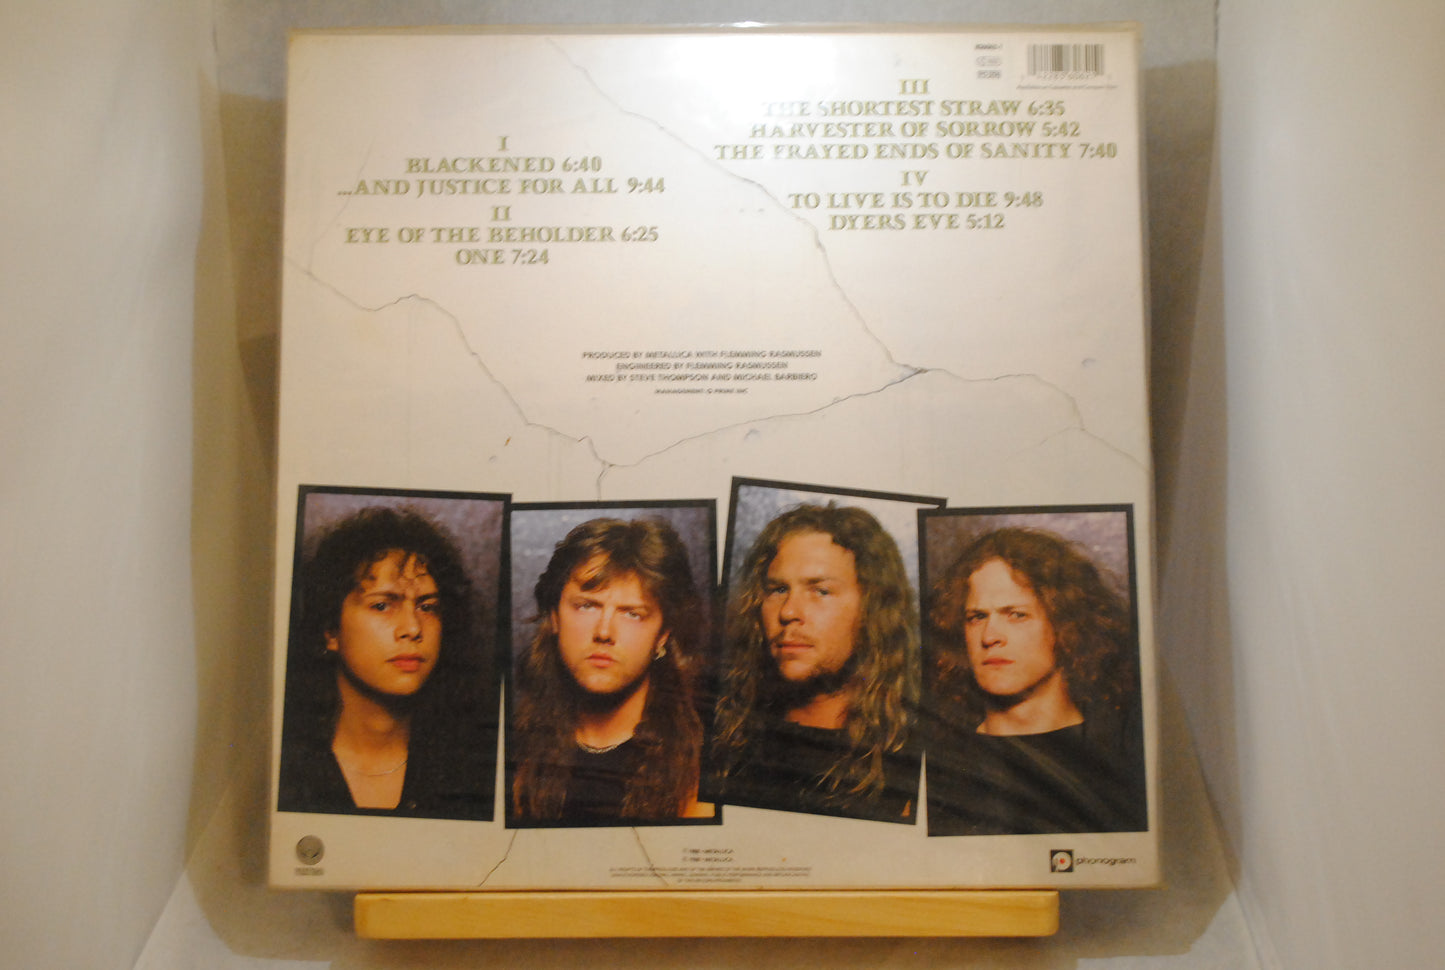 I
BLACKENED 6:40
...AND JUSTICE FOR ALL 9:44
II
EYE OF THE BEHOLDER 6:25
ONE 7:24
III
THE SHORTEST STRAW 6:35
HARVESTER OF SORROW 5:42
THE FRAYED ENDS OF SANITY 7:40
IV
TO LIVE IS TO DIE 9:48
DYERS EVE 5:12
PRODUCED BY METALLICA WITH FLEMMING RASMUSSEN
ENGINEERED BY FLEMMING RASMUSSEN
MIXED BY STEVE THOMPSON AND MICHAEL BARBIERO
MANAGEMENT: Q PRIME INC
phonogram